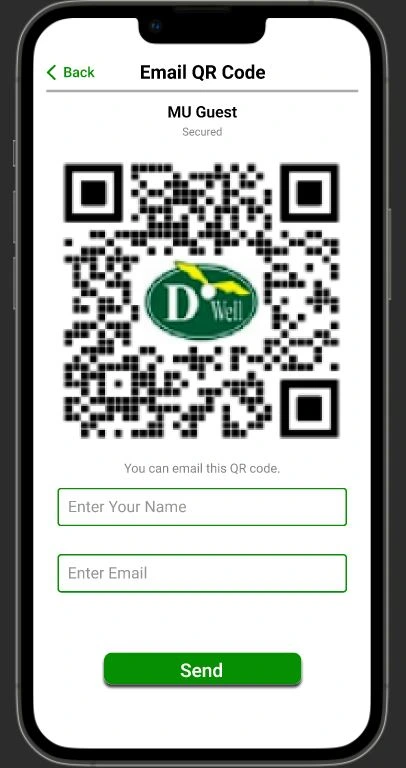 Back
Email QR Code
MU Guest
Secured
D Well
You can email this QR code.
Enter Your Name
Enter Email
Send